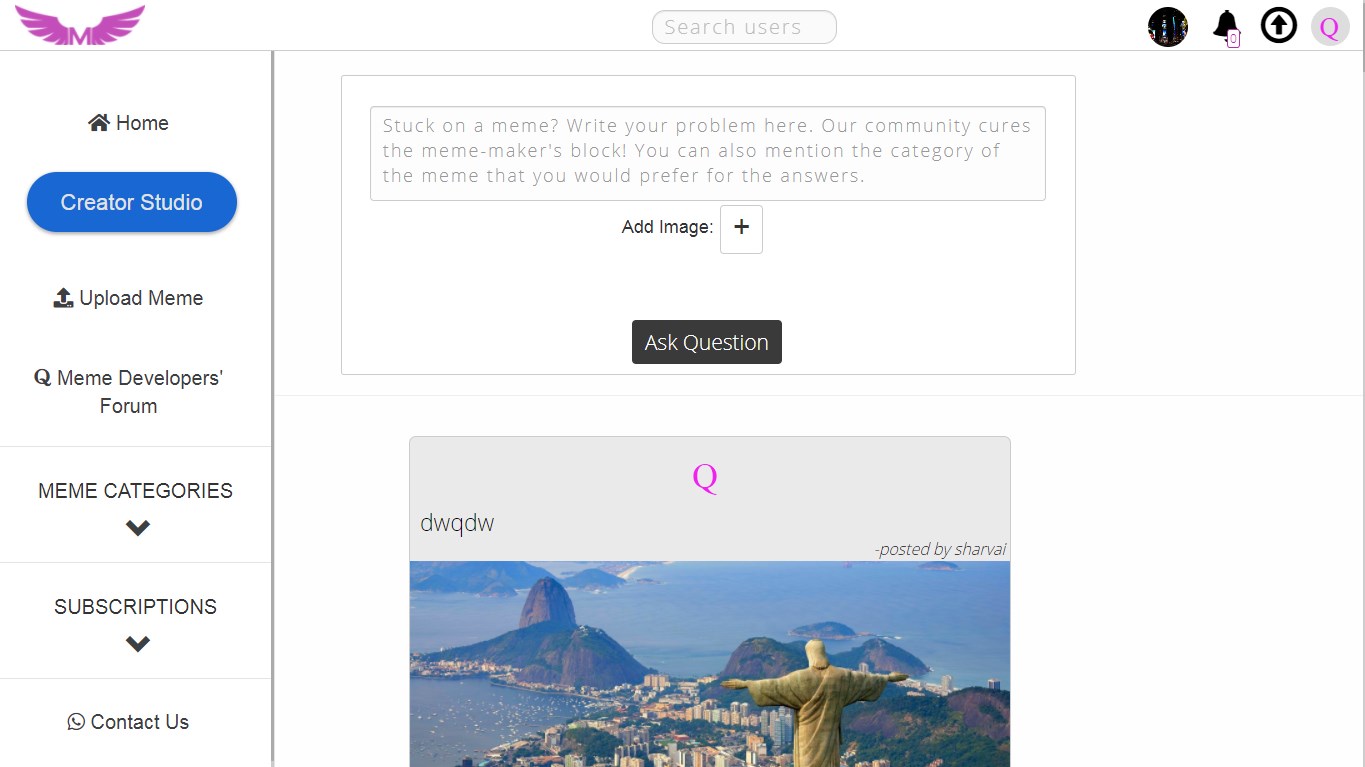 M
Search users
0
Q
Home
Creator Studio
Upload Meme
Q Meme Developers'
Forum
MEME CATEGORIES
SUBSCRIPTIONS
Contact Us
Stuck on a meme? Write your problem here. Our community cures
the meme-maker's block! You can also mention the category of
the meme that you would prefer for the answers.
Add Image: +
Ask Question
Q
dwqdw
-posted by sharvai